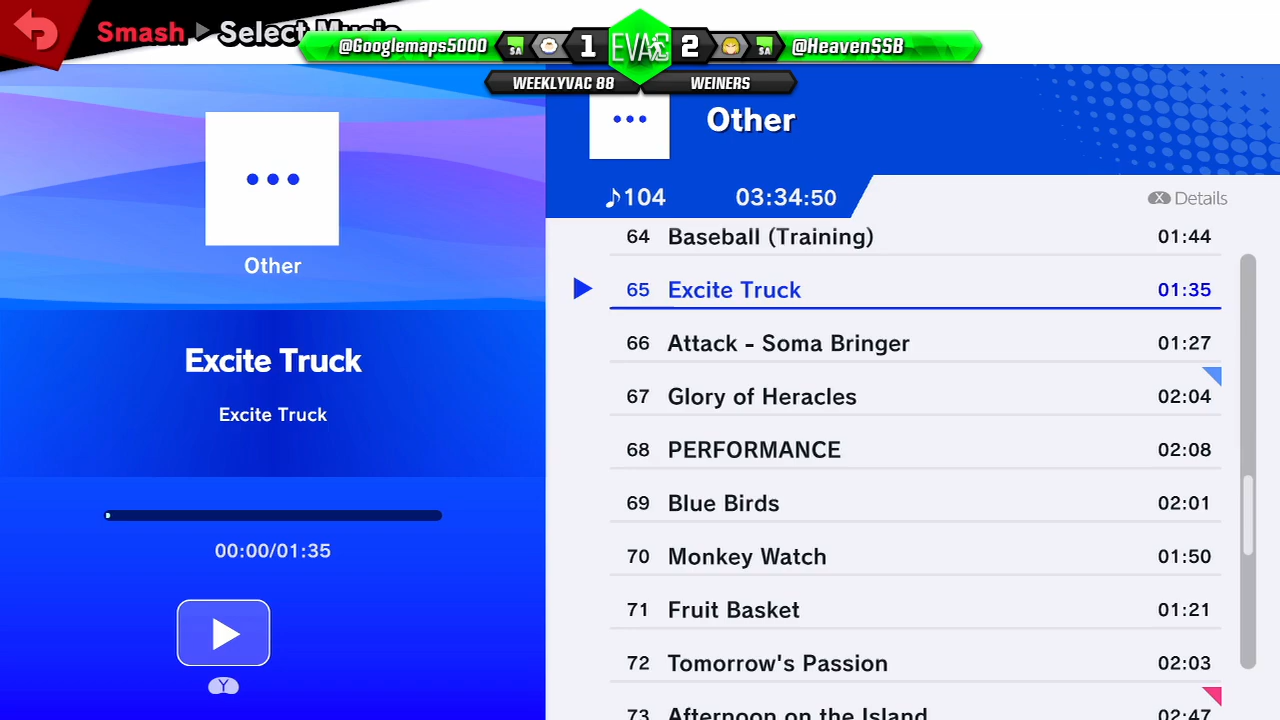 Smash ▶ Select Music
@Googlemaps5000 SA 1 EVAC 2 SA @HeavenSSB
WEEKLYVAC 88 WEINERS
Other
Other
♪104 03:34:50
X Details
Excite Truck
Excite Truck
00:00/01:35
Y
64 Baseball (Training) 01:44
65 Excite Truck 01:35
66 Attack - Soma Bringer 01:27
67 Glory of Heracles 02:04
68 PERFORMANCE 02:08
69 Blue Birds 02:01
70 Monkey Watch 01:50
71 Fruit Basket 01:21
72 Tomorrow's Passion 02:03
73 Afternoon on the Island 02:47